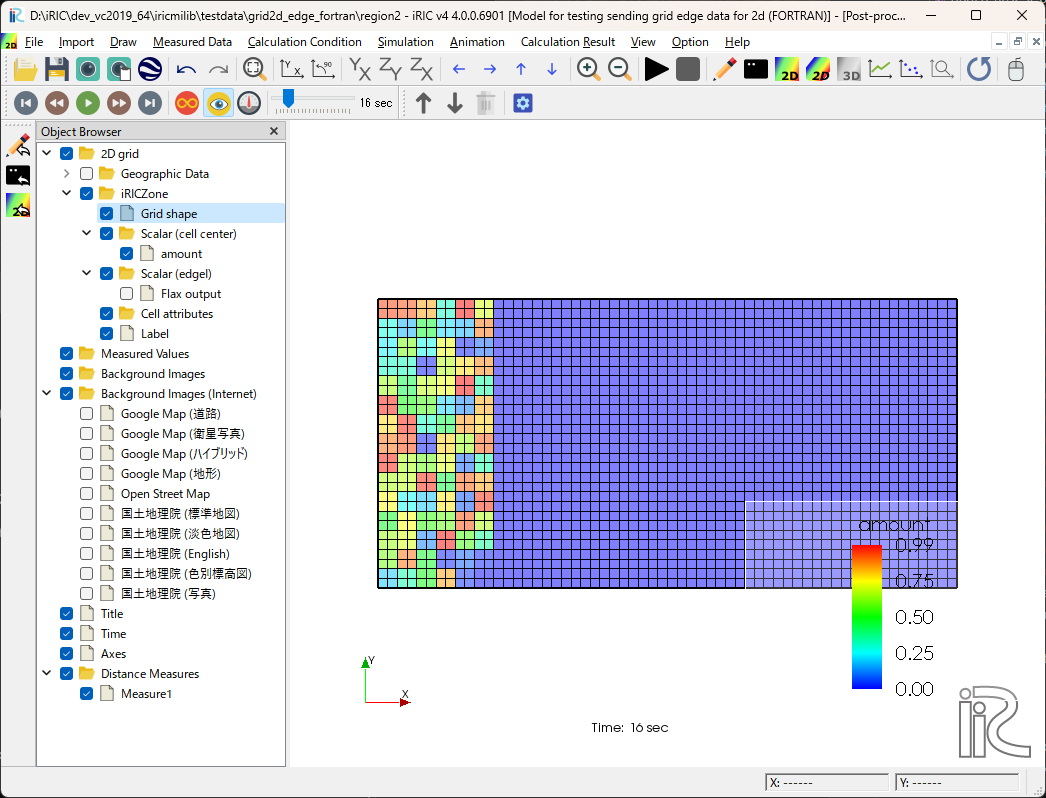 D:\iRIC\dev_vc2019_64\iricmilib\testdata\grid2d_edge_fortran\region2 - iRIC v4 4.0.0.6901 [Model for testing sending grid edge data for 2d (FORTRAN)] - [Post-proc...
File Import Draw Measured Data Calculation Condition Simulation Animation Calculation Result View Option Help
16 sec
Object Browser
2D grid
Geographic Data
iRICZone
Grid shape
Scalar (cell center)
amount
Scalar (edgeI)
Flax output
Cell attributes
Label
Measured Values
Background Images
Background Images (Internet)
Google Map (道路)
Google Map (衛星写真)
Google Map (ハイブリッド)
Google Map (地形)
Open Street Map
国土地理院 (標準地図)
国土地理院 (淡色地図)
国土地理院 (English)
国土地理院 (色別標高図)
国土地理院 (写真)
Title
Time
Axes
Distance Measures
Measure1
amount
0.99
0.75
0.50
0.25
0.00
Y
X
Time: 16 sec
iRIC
X: ------
Y: ------